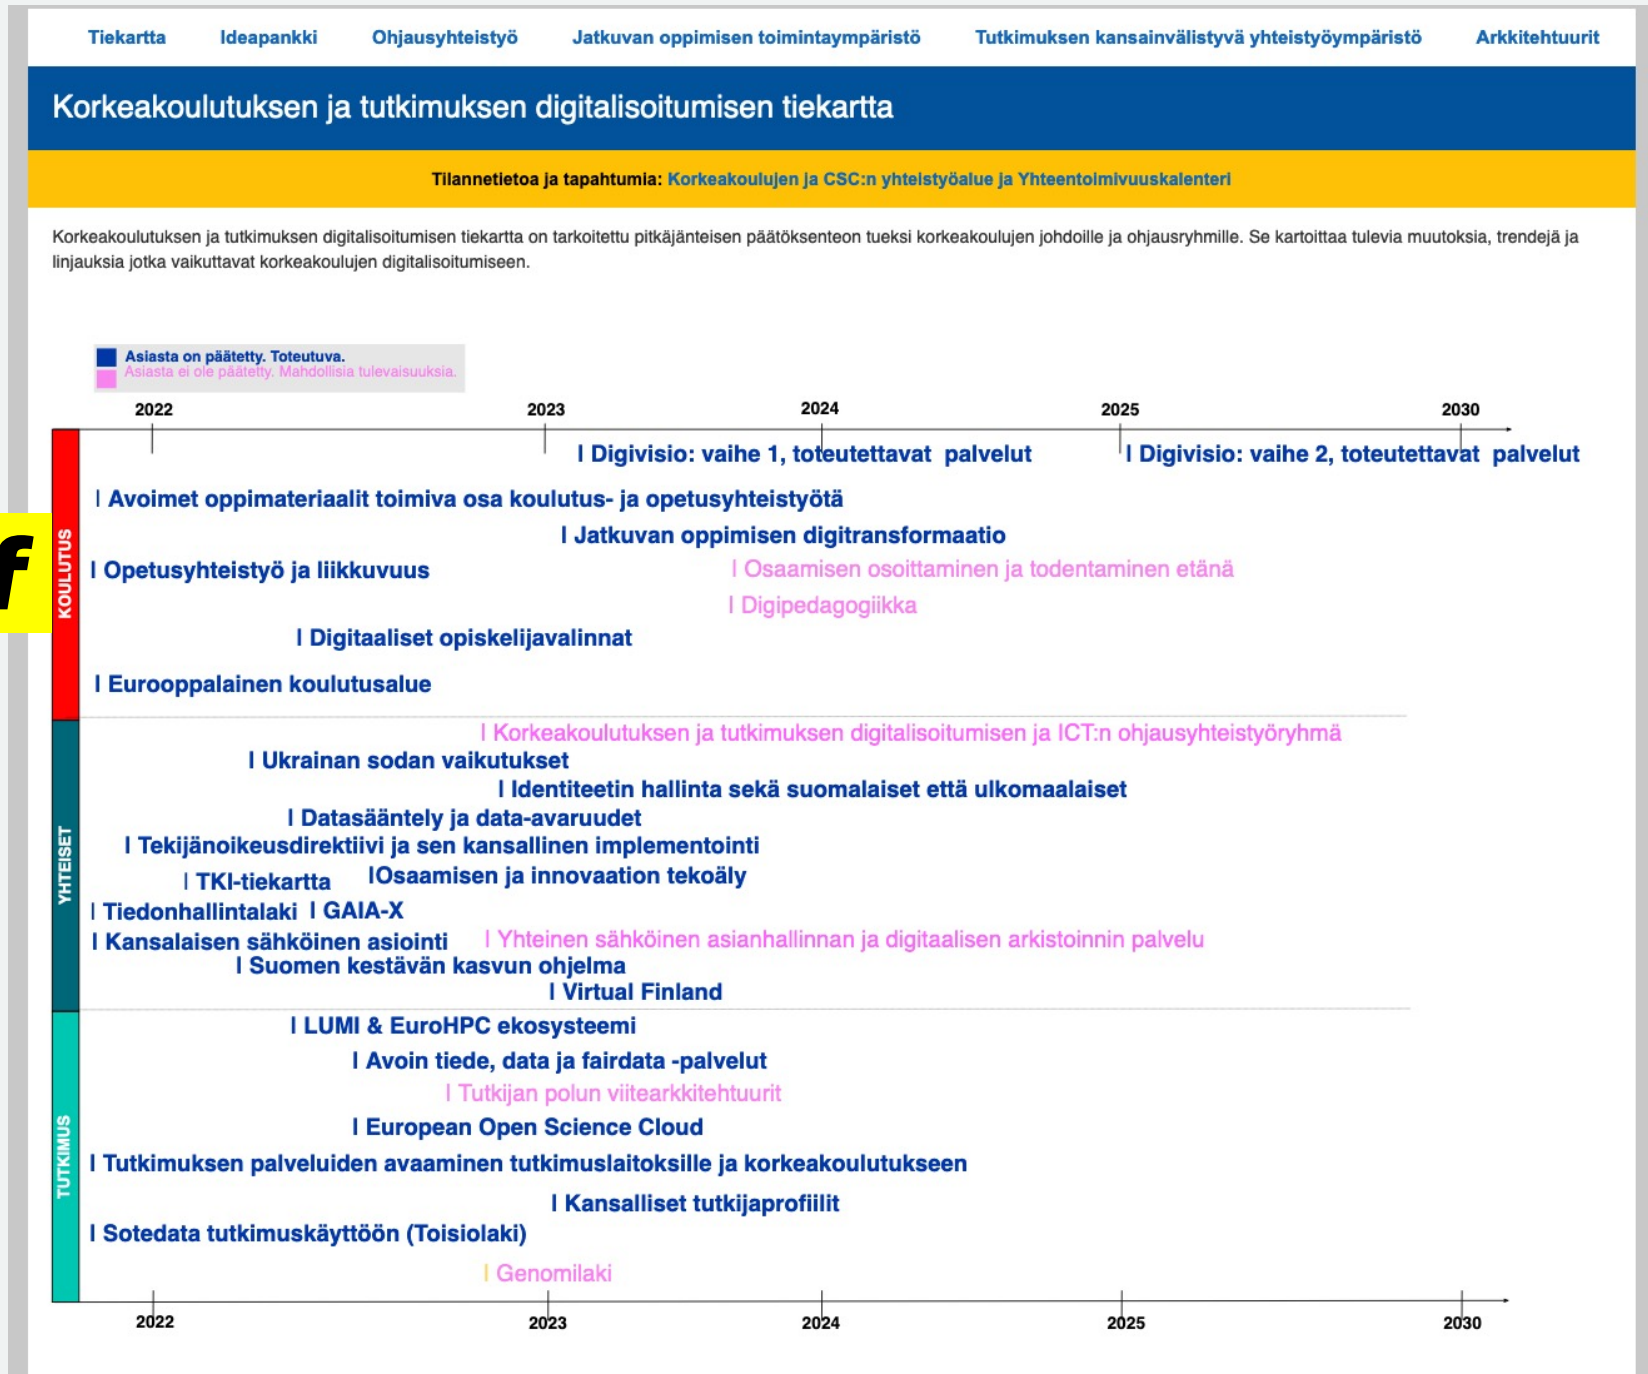 Tiekartta Ideapankki Ohjausyhteistyö Jatkuvan oppimisen toimintaympäristö Tutkimuksen kansainvälistyvä yhteistyöympäristö Arkkitehtuurit
Korkeakoulutuksen ja tutkimuksen digitalisoitumisen tiekartta
Tilannetietoa ja tapahtumia: Korkeakoulujen ja CSC:n yhteistyöalue ja Yhteentoimivuuskalenteri
Korkeakoulutuksen ja tutkimuksen digitalisoitumisen tiekartta on tarkoitettu pitkäjänteisen päätöksenteon tueksi korkeakoulujen johdoille ja ohjausryhmille. Se kartoittaa tulevia muutoksia, trendejä ja
linjauksia jotka vaikuttavat korkeakoulujen digitalisoitumiseen.
Asiasta on päätetty. Toteutuva.
Asiasta ei ole päätetty. Mahdollisia tulevaisuuksia.
2022 2023 2024 2025 2030
KOULUTUS
I Digivisio: vaihe 1, toteutettavat palvelut I Digivisio: vaihe 2, toteutettavat palvelut
I Avoimet oppimateriaalit toimiva osa koulutus- ja opetusyhteistyötä
I Jatkuvan oppimisen digitransformaatio
f
I Opetusyhteistyö ja liikkuvuus I Osaamisen osoittaminen ja todentaminen etänä
I Digipedagogiikka
I Digitaaliset opiskelijavalinnat
I Eurooppalainen koulutusalue
YHTEISET
I Korkeakoulutuksen ja tutkimuksen digitalisoitumisen ja ICT:n ohjausyhteistyöryhmä
I Ukrainan sodan vaikutukset
I Identiteetin hallinta sekä suomalaiset että ulkomaalaiset
I Datasääntely ja data-avaruudet
I Tekijänoikeusdirektiivi ja sen kansallinen implementointi
I TKI-tiekartta IOsaamisen ja innovaation tekoäly
I Tiedonhallintalaki I GAIA-X
I Kansalaisen sähköinen asiointi I Yhteinen sähköinen asianhallinnan ja digitaalisen arkistoinnin palvelu
I Suomen kestävän kasvun ohjelma
I Virtual Finland
TUTKIMUS
I LUMI & EuroHPC ekosysteemi
I Avoin tiede, data ja fairdata -palvelut
I Tutkijan polun viitearkkitehtuurit
I European Open Science Cloud
I Tutkimuksen palveluiden avaaminen tutkimuslaitoksille ja korkeakoulutukseen
I Kansalliset tutkijaprofiilit
I Sotedata tutkimuskäyttöön (Toisiolaki)
I Genomilaki
2022 2023 2024 2025 2030